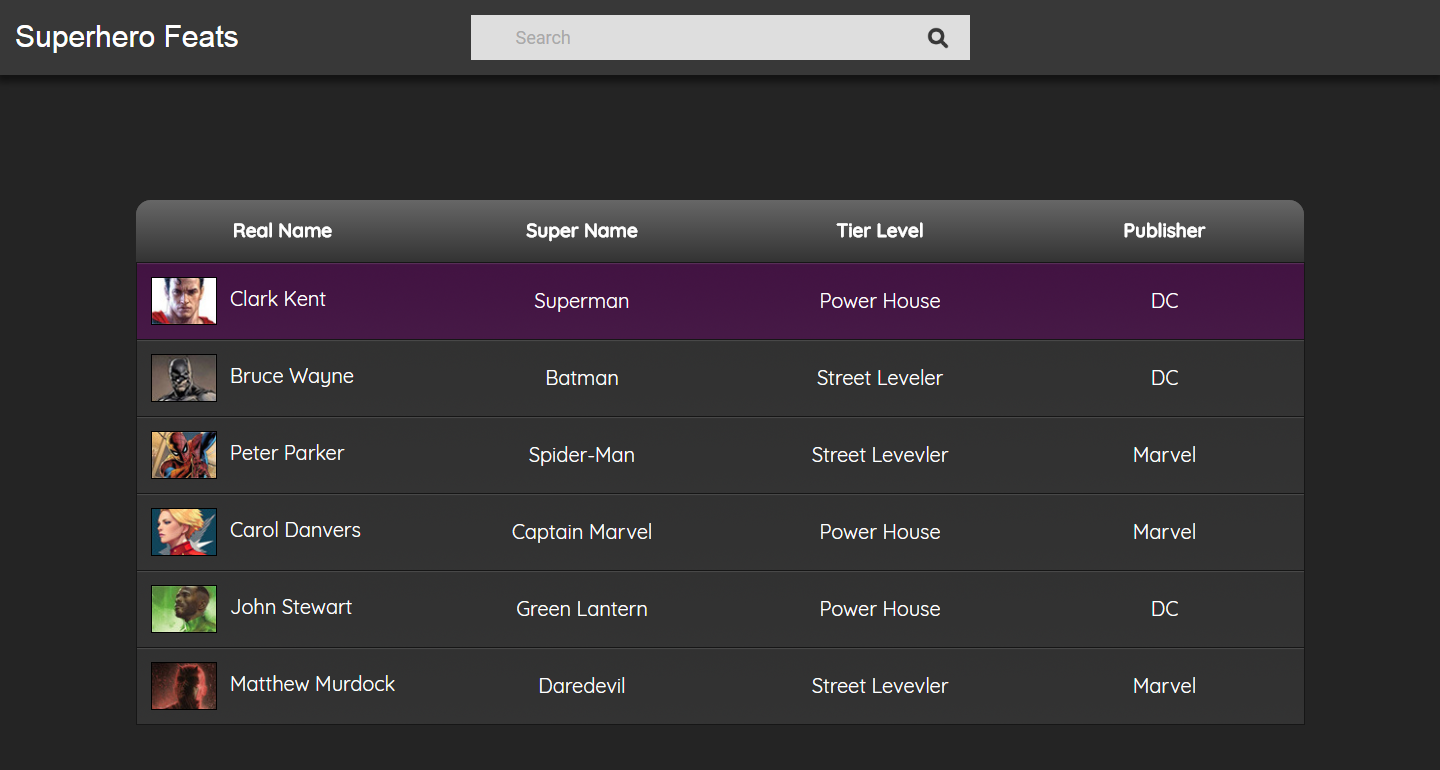 Superhero Feats
Search
Real Name Super Name Tier Level Publisher
Clark Kent Superman Power House DC
Bruce Wayne Batman Street Leveler DC
Peter Parker Spider-Man Street Levevler Marvel
Carol Danvers Captain Marvel Power House Marvel
John Stewart Green Lantern Power House DC
Matthew Murdock Daredevil Street Levevler Marvel